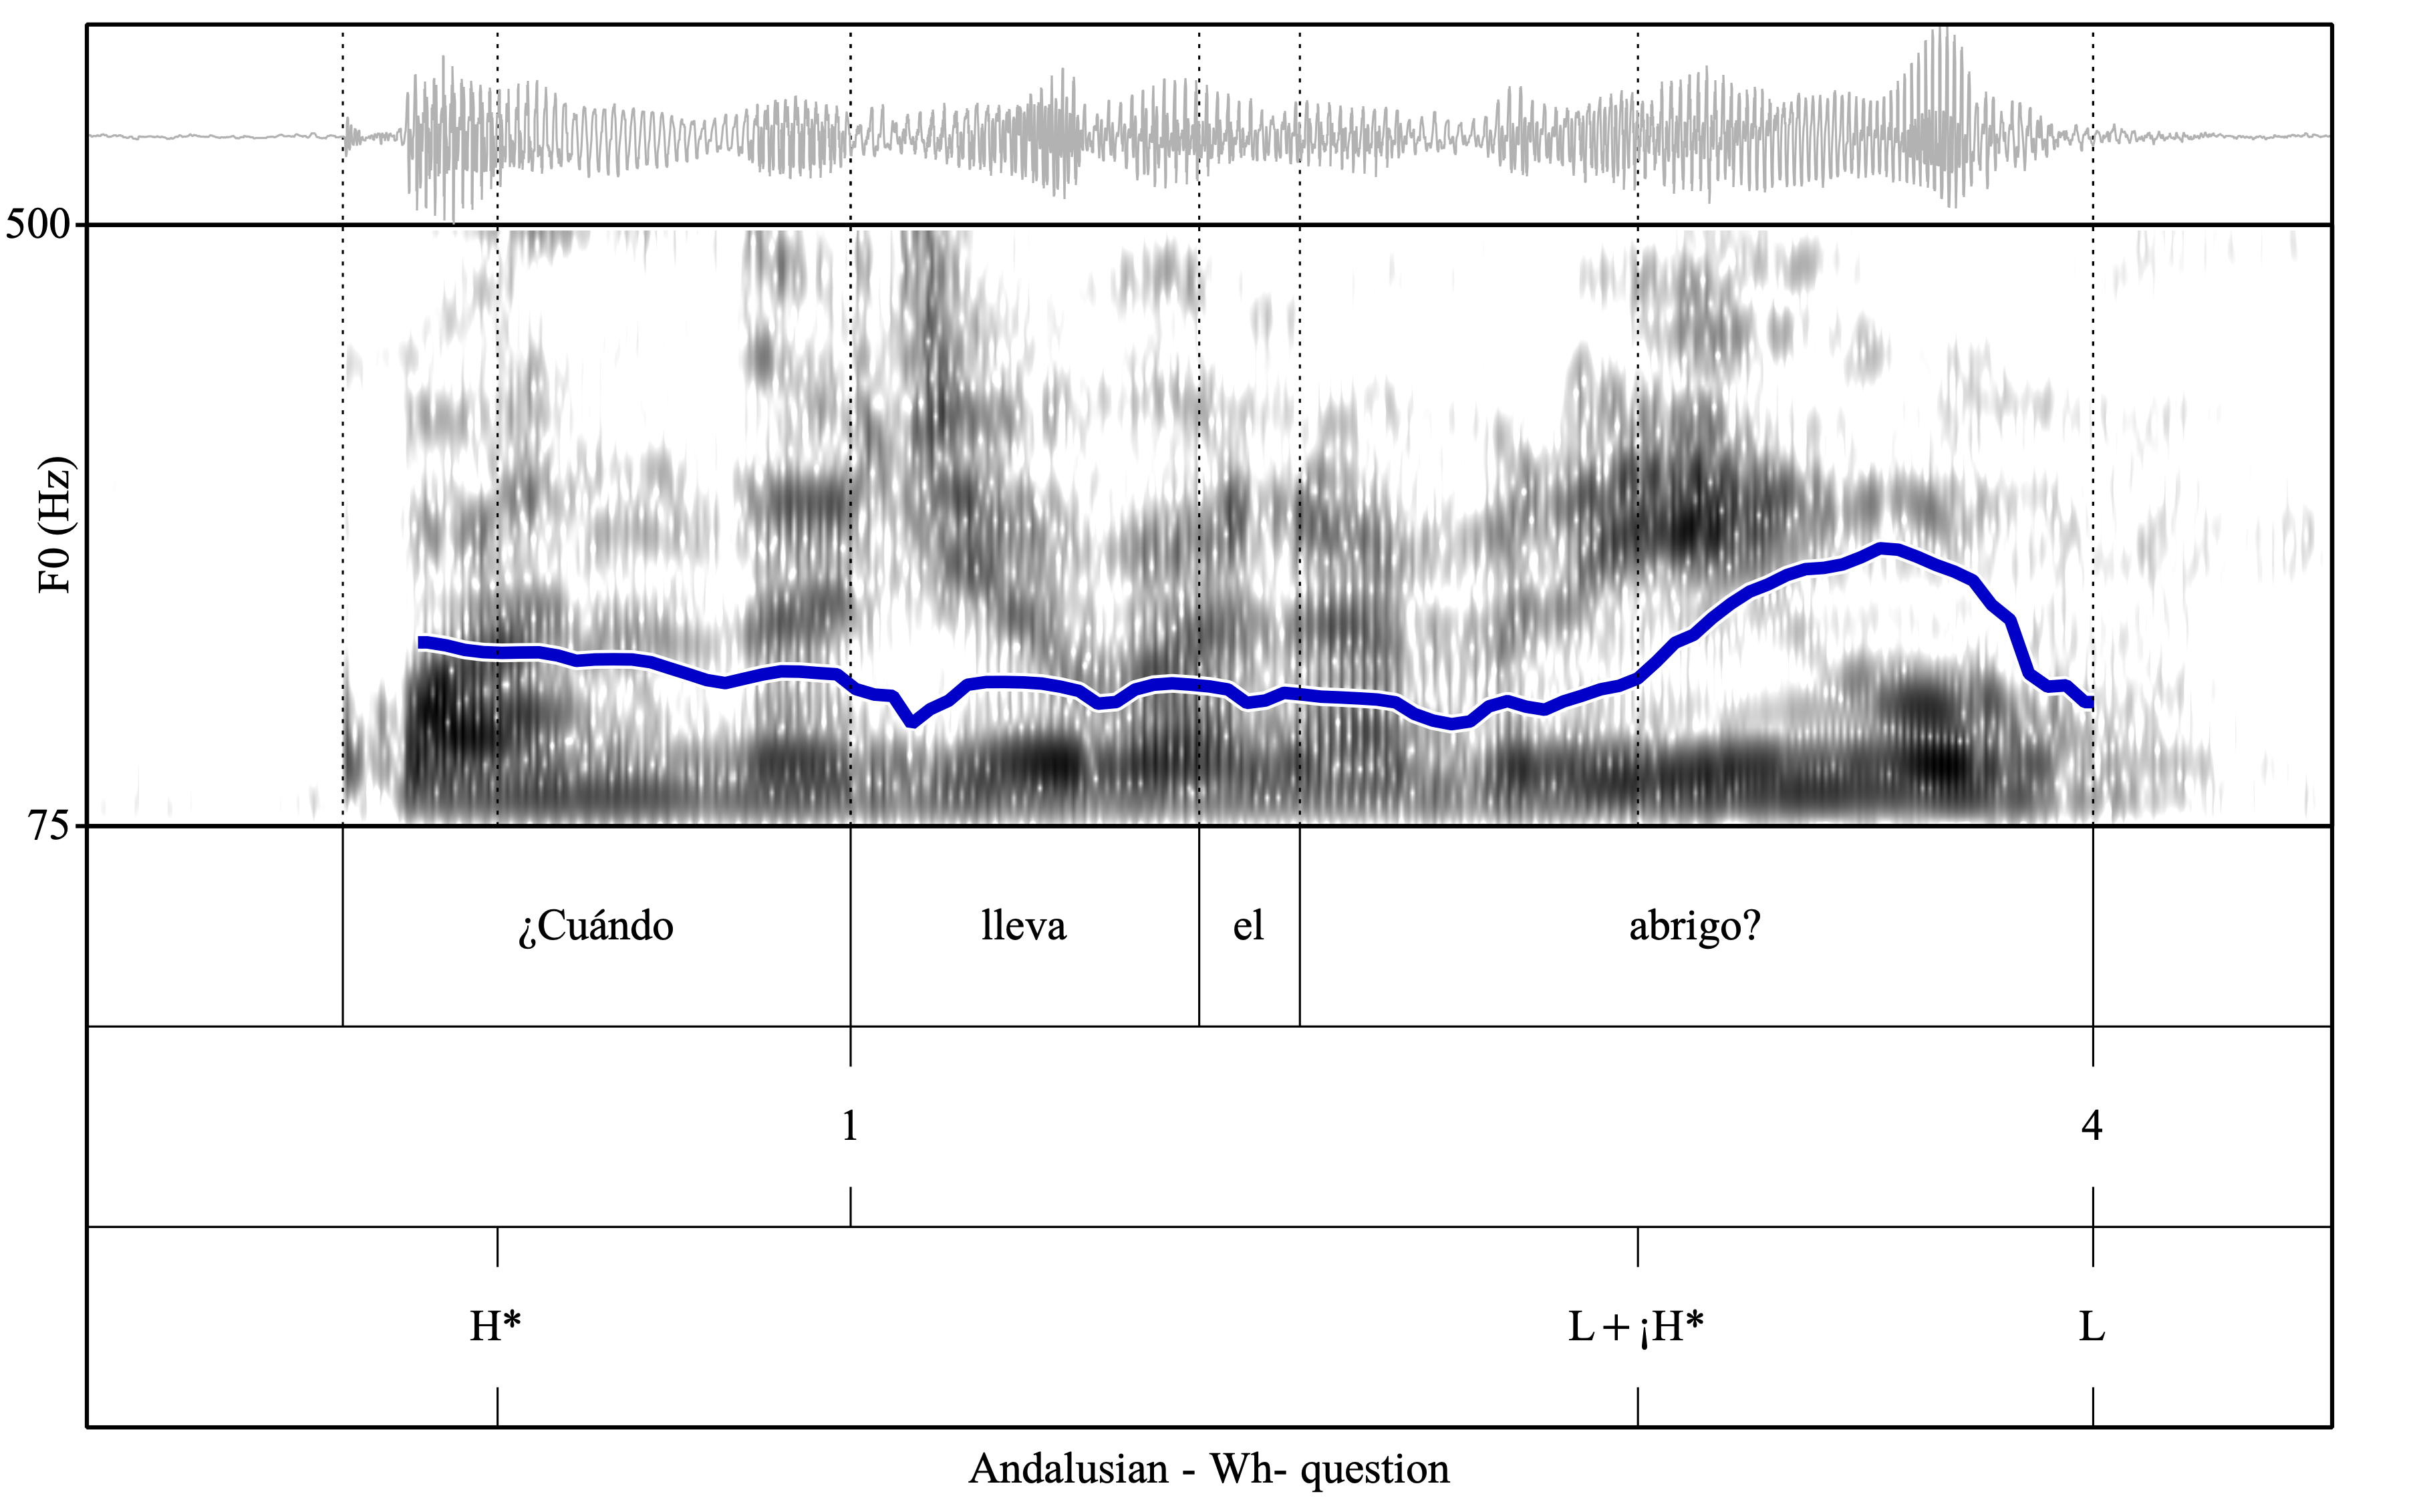 500
F0 (Hz)
75
¿Cuándo lleva el abrigo?
1 4
H* L+¡H* L
Andalusian - Wh- question